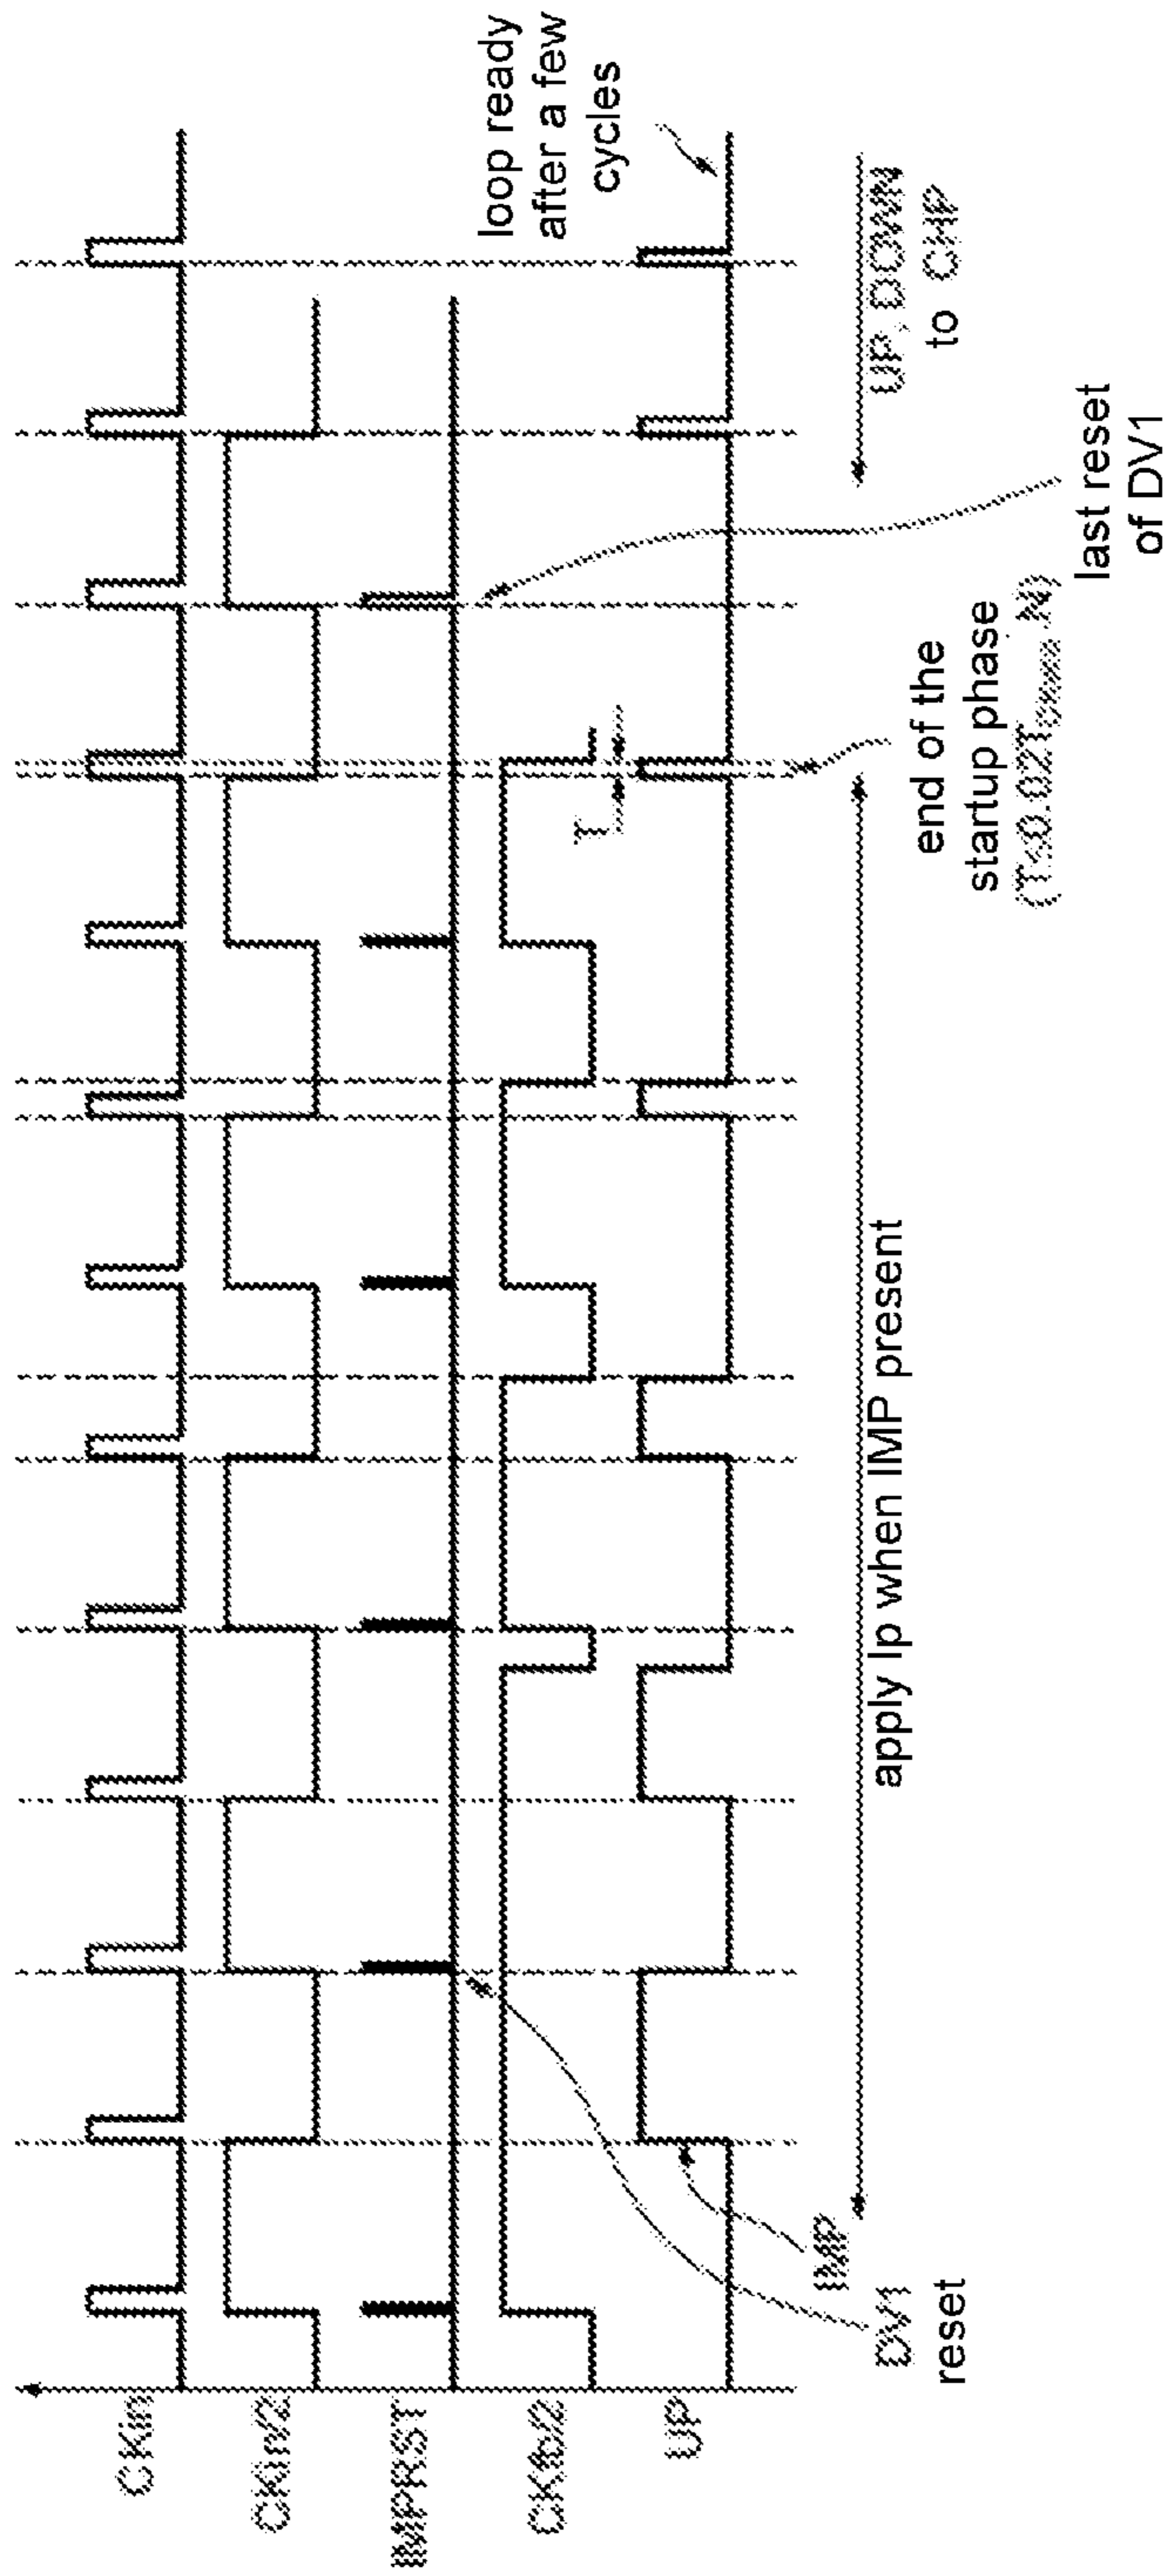 CKin
CKin/2
IMPRST
CKfb/2
UP
loop ready
after a few
cycles
T
IMP
DV1
reset
apply Ip when IMP present
end of the
startup phase
UP, DOWN
to CHP
last reset
of DV1